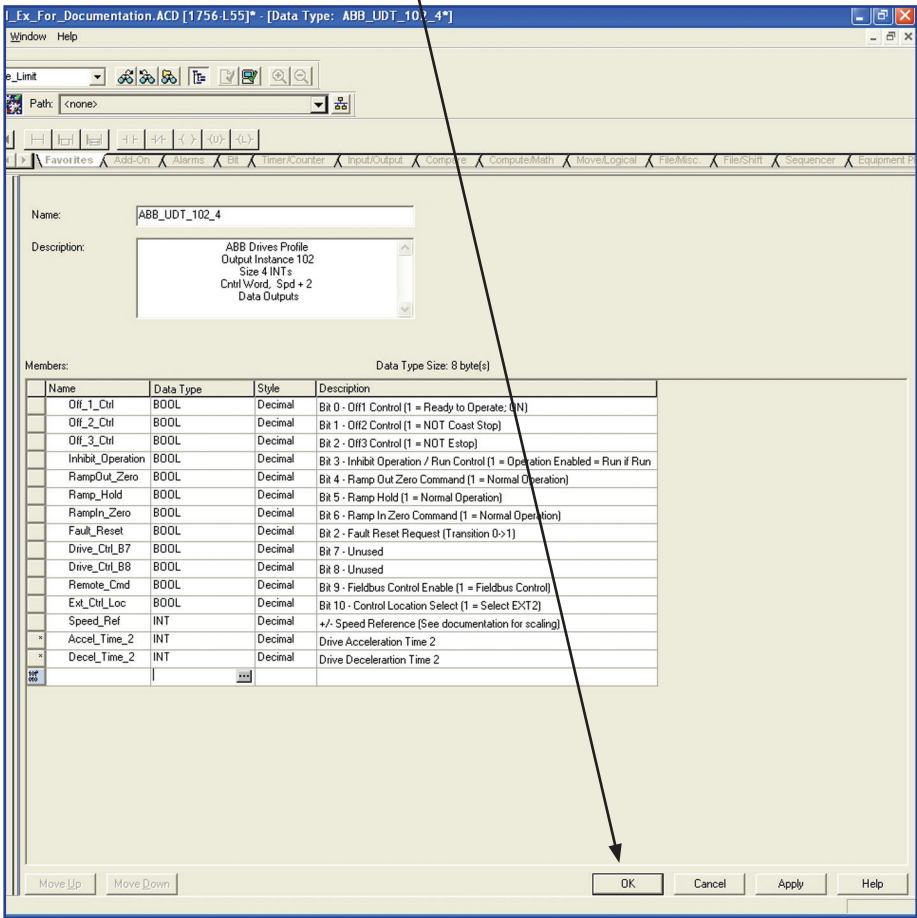 l_Ex_For_Documentation.ACD [1756-L55]* - [Data Type: ABB_UDT_102_4*]
Window Help
e_Limit
Path: <none>
Favorites Add-On Alarms Bit Timer/Counter Input/Output Compare Compute/Math Move/Logical File/Misc. File/Shift Sequencer Equipment P
Name: ABB_UDT_102_4
Description: ABB Drives Profile
Output Instance 102
Size 4 INTs
Cntrl Word, Spd + 2
Data Outputs
Members: Data Type Size: 8 byte(s)
Name Data Type Style Description
Off_1_Ctrl BOOL Decimal Bit 0 - Off1 Control (1 = Ready to Operate; ON)
Off_2_Ctrl BOOL Decimal Bit 1 - Off2 Control (1 = NOT Coast Stop)
Off_3_Ctrl BOOL Decimal Bit 2 - Off3 Control (1 = NOT Estop)
Inhibit_Operation BOOL Decimal Bit 3 - Inhibit Operation / Run Control (1 = Operation Enabled = Run if Run
RampOut_Zero BOOL Decimal Bit 4 - Ramp Out Zero Command (1 = Normal Operation)
Ramp_Hold BOOL Decimal Bit 5 - Ramp Hold (1 = Normal Operation)
RampIn_Zero BOOL Decimal Bit 6 - Ramp In Zero Command (1 = Normal Operation)
Fault_Reset BOOL Decimal Bit 2 - Fault Reset Request (Transition 0->1)
Drive_Ctrl_B7 BOOL Decimal Bit 7 - Unused
Drive_Ctrl_B8 BOOL Decimal Bit 8 - Unused
Remote_Cmd BOOL Decimal Bit 9 - Fieldbus Control Enable (1 = Fieldbus Control)
Ext_Ctrl_Loc BOOL Decimal Bit 10 - Control Location Select (1 = Select EXT2)
Speed_Ref INT Decimal +/- Speed Reference (See documentation for scaling)
Accel_Time_2 INT Decimal Drive Acceleration Time 2
Decel_Time_2 INT Decimal Drive Decelerartion Time 2
Move Up Move Down OK Cancel Apply Help